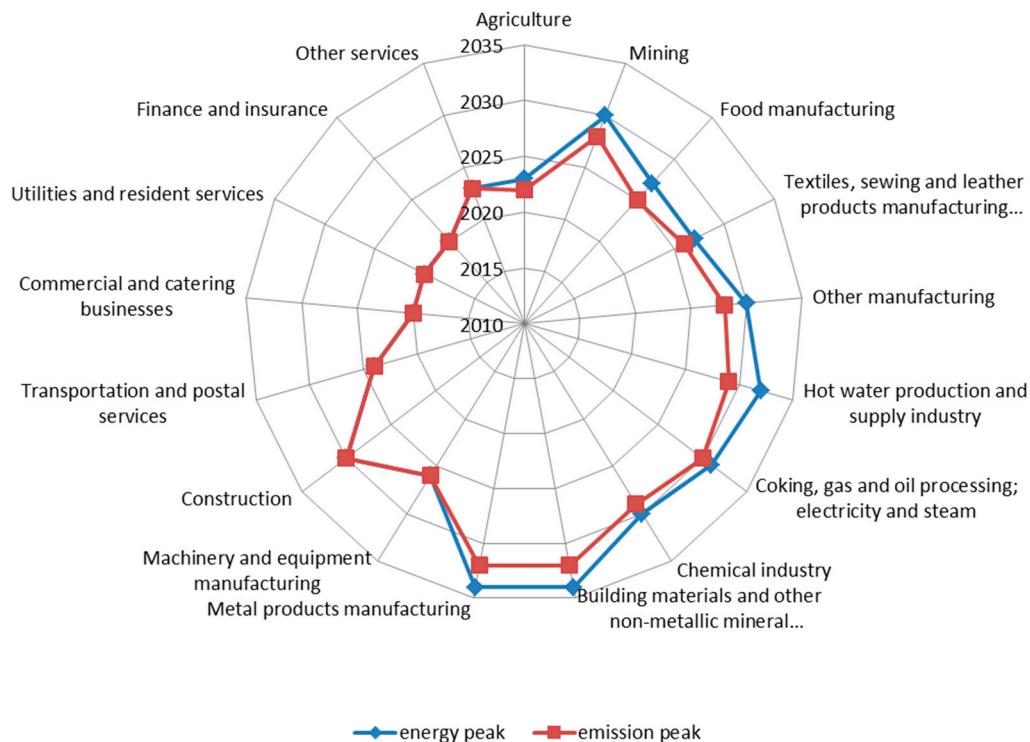 Agriculture
2035
Other services
Mining
2030
Finance and insurance
Food manufacturing
2025
Utilities and resident services
2020
Textiles, sewing and leather
products manufacturing...
2015
Commercial and catering
businesses
Other manufacturing
2010
Transportation and postal
services
Hot water production and
supply industry
Construction
Coking, gas and oil processing;
electricity and steam
Machinery and equipment
manufacturing
Chemical industry
Metal products manufacturing
Building materials and other
non-metallic mineral...
energy peak
emission peak